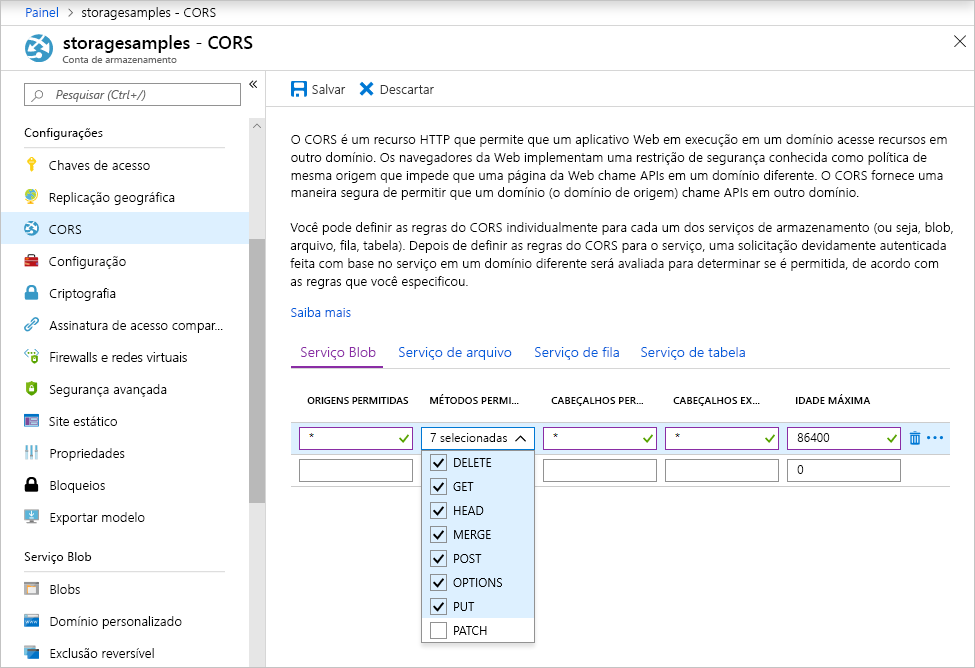 Painel > storagesamples - CORS
storagesamples - CORS
Conta de armazenamento
Pesquisar (Ctrl+/)
«
Configurações
Chaves de acesso
Replicação geográfica
CORS
Configuração
Criptografia
Assinatura de acesso compar...
Firewalls e redes virtuais
Segurança avançada
Site estático
Propriedades
Bloqueios
Exportar modelo
Serviço Blob
Blobs
Domínio personalizado
Exclusão reversível
Salvar Descartar
O CORS é um recurso HTTP que permite que um aplicativo Web em execução em um domínio acesse recursos em
outro domínio. Os navegadores da Web implementam uma restrição de segurança conhecida como política de
mesma origem que impede que uma página da Web chame APIs em um domínio diferente. O CORS fornece uma
maneira segura de permitir que um domínio (o domínio de origem) chame APIs em outro domínio.
Você pode definir as regras do CORS individualmente para cada um dos serviços de armazenamento (ou seja, blob,
arquivo, fila, tabela). Depois de definir as regras do CORS para o serviço, uma solicitação devidamente autenticada
feita com base no serviço em um domínio diferente será avaliada para determinar se é permitida, de acordo com
as regras que você especificou.
Saiba mais
Serviço Blob Serviço de arquivo Serviço de fila Serviço de tabela
ORIGENS PERMITIDAS MÉTODOS PERMI... CABEÇALHOS PER... CABEÇALHOS EX... IDADE MÁXIMA
* 7 selecionadas * * 86400
0
DELETE
GET
HEAD
MERGE
POST
OPTIONS
PUT
PATCH